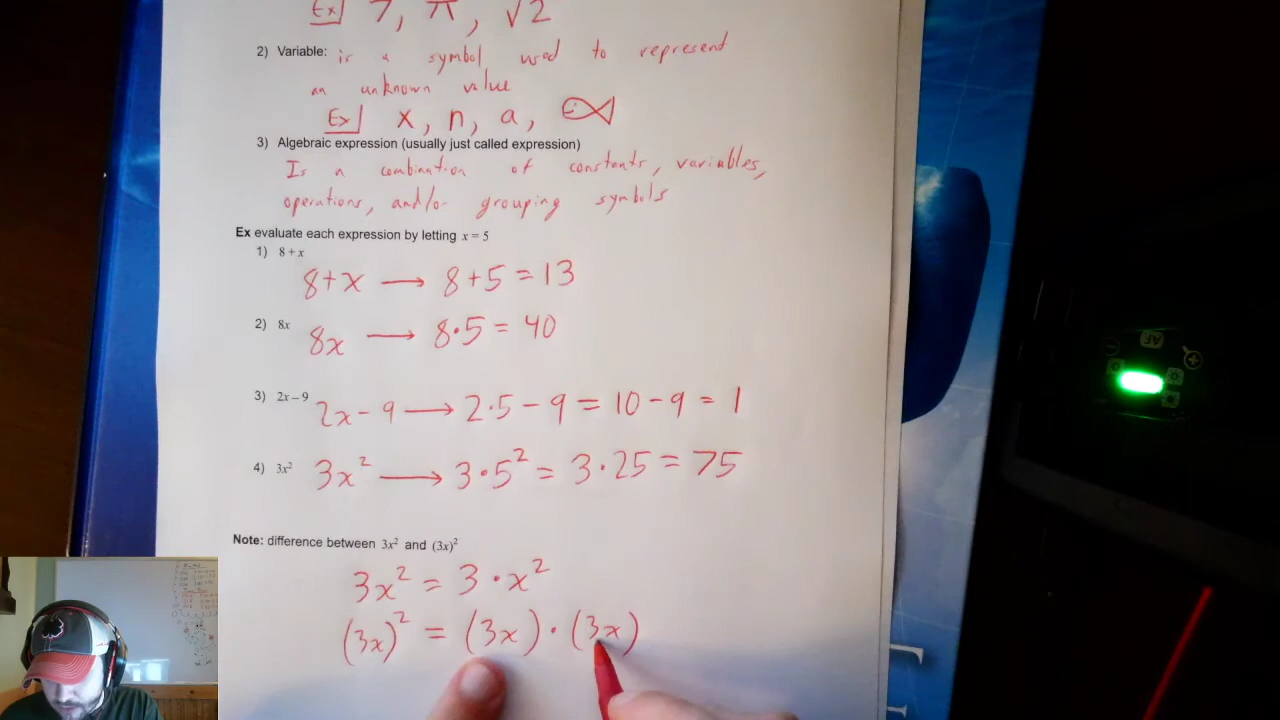 Ex 7, π, √2
2) Variable: is a symbol used to represent
an unknown value
Ex x, n, a,
3) Algebraic expression (usually just called expression)
Is a combination of constants, variables,
operations, and/or grouping symbols
Ex evaluate each expression by letting x = 5
1) 8 + x
8 + x → 8 + 5 = 13
2) 8x
8x → 8 • 5 = 40
3) 2x – 9
2x - 9 → 2 • 5 - 9 = 10 - 9 = 1
4) 3x²
3x² → 3 • 5² = 3 • 25 = 75
Note: difference between 3x² and (3x)²
3x² = 3 • x²
(3x)² = (3x) • (3x)
AF